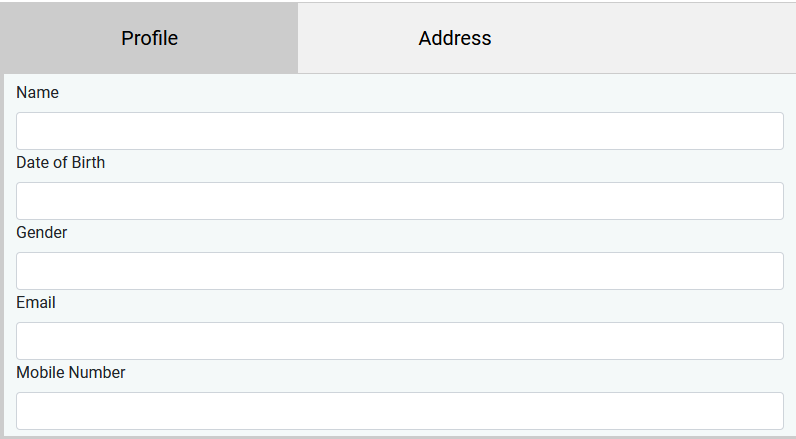 Profile Address
Name
Date of Birth
Gender
Email
Mobile Number